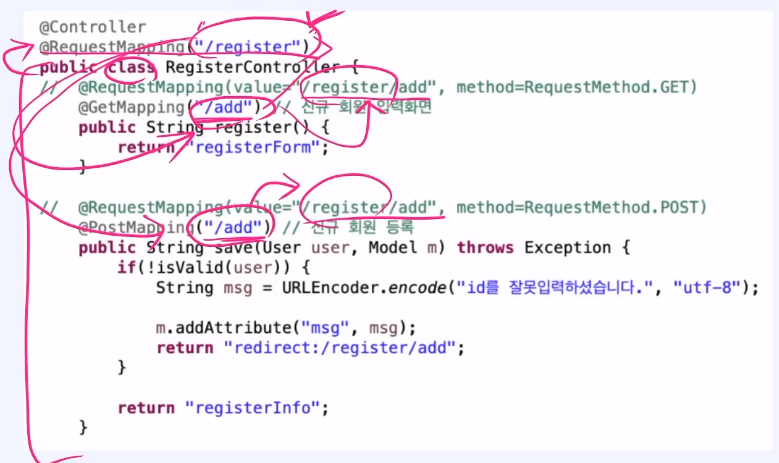 @Controller
@RequestMapping("/register")
public class RegisterController {
//  @RequestMapping(value="/register/add", method=RequestMethod.GET)
@GetMapping("/add") // 신규 회원 입력화면
public String register() {
return "registerForm";
}
//  @RequestMapping(value="/register/add", method=RequestMethod.POST)
@PostMapping("/add") // 신규 회원 등록
public String save(User user, Model m) throws Exception {
if(!isValid(user)) {
String msg = URLEncoder.encode("id를 잘못입력하셨습니다.", "utf-8");
m.addAttribute("msg", msg);
return "redirect:/register/add";
}
return "registerInfo";
}